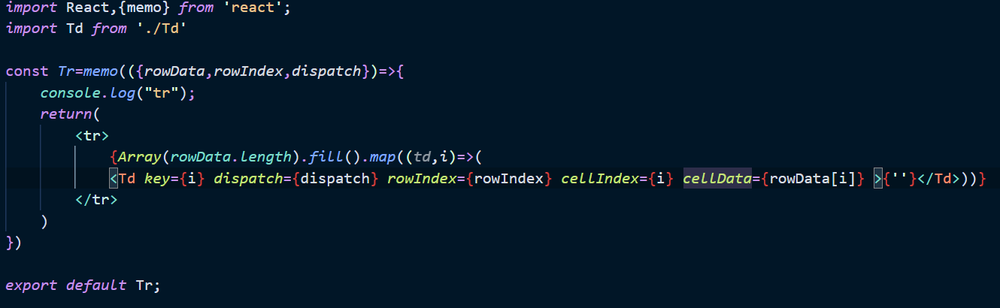 import React,{memo} from 'react';
import Td from './Td'
const Tr=memo(({rowData,rowIndex,dispatch})=>{
console.log("tr");
return(
<tr>
{Array(rowData.length).fill().map((td,i)=>(
<Td key={i} dispatch={dispatch} rowIndex={rowIndex} cellIndex={i} cellData={rowData[i]} >{''}</Td>))}
</tr>
)
})
export default Tr;